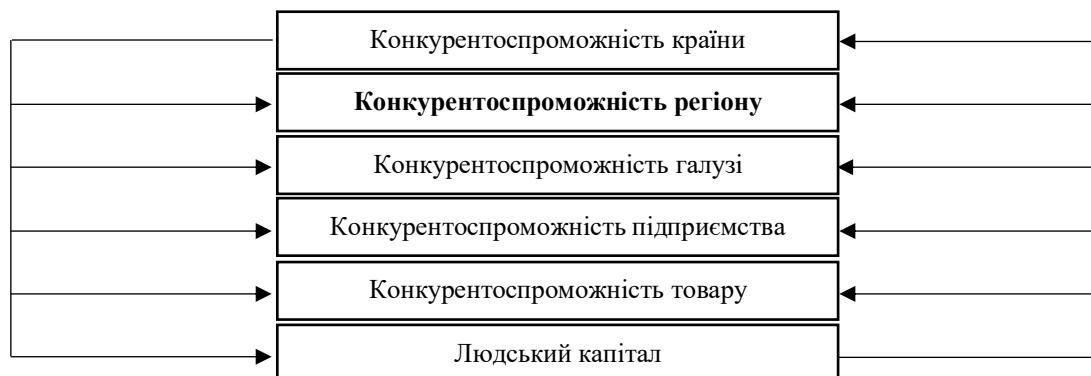 Конкурентоспроможність країни
Конкурентоспроможність регіону
Конкурентоспроможність галузі
Конкурентоспроможність підприємства
Конкурентоспроможність товару
Людський капітал